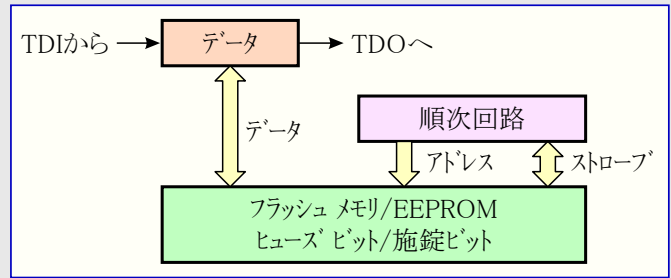 TDIから
データ
TDOへ
データ
順次回路
アドレス
ストローブ
フラッシュ メモリ/EEPROM
ヒューズ ビット/施錠ビット